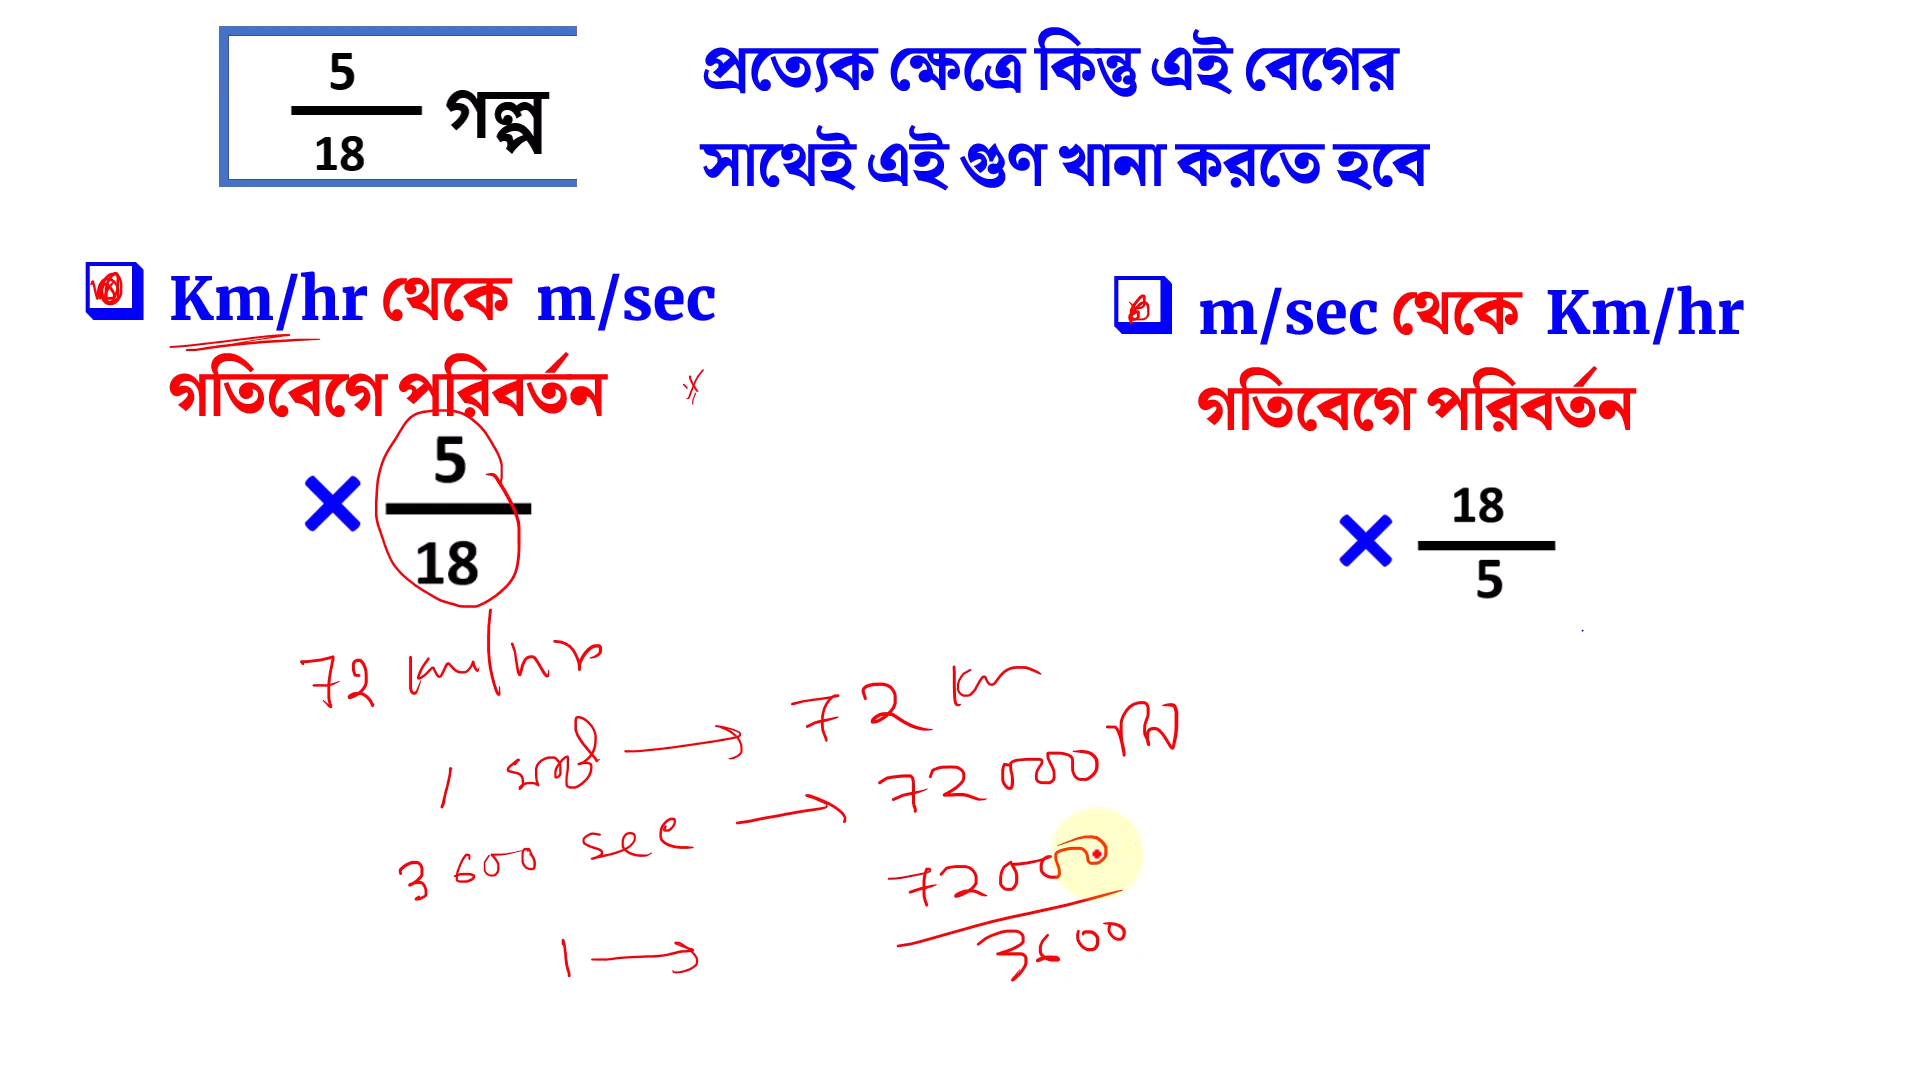 5
18
গল্প
প্রত্যেক ক্ষেত্রে কিন্তু এই বেগের
সাথেই এই গুণ খানা করতে হবে
Km/hr থেকে m/sec
গতিবেগে পরিবর্তন
× 5
18
m/sec থেকে Km/hr
গতিবেগে পরিবর্তন
× 18
5
72 km/hr
1 ঘন্টা → 72 km
3600 sec → 72000 মি
1 → 72000
3600